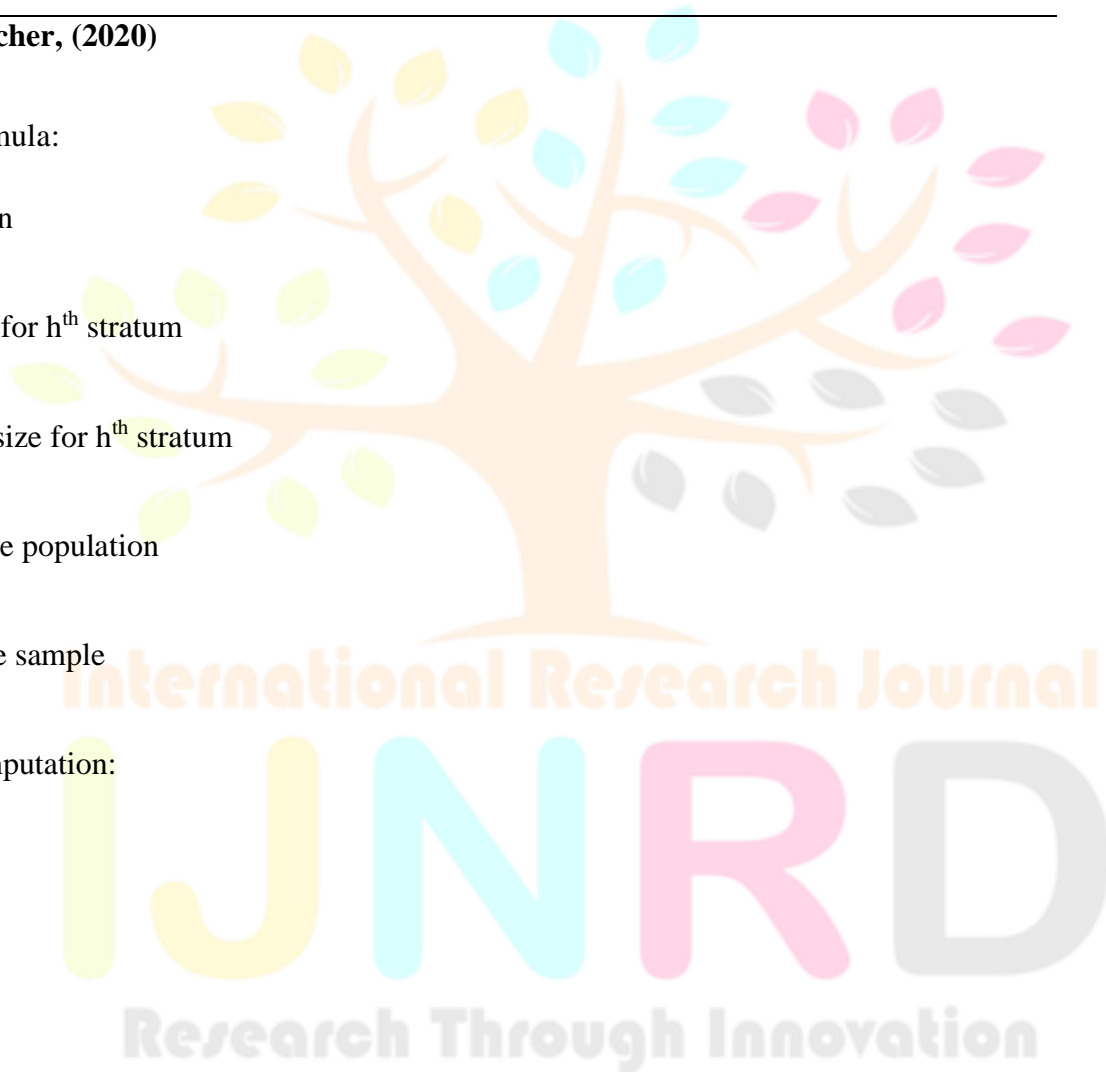 cher, (2020)
mula:
n
for hth stratum
size for hth stratum
e population
e sample
International Research Journal
nputation:
IJNRD
Research Through Innovation